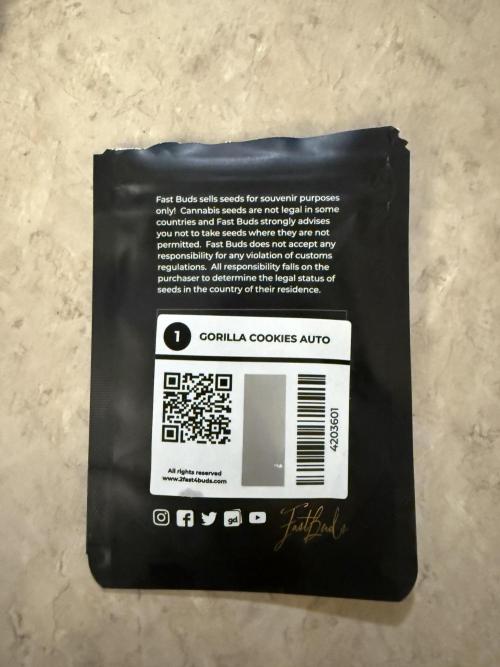 Fast Buds sells seeds for souvenir purposes
only! Cannabis seeds are not legal in some
countries and Fast Buds strongly advises
you not to take seeds where they are not
permitted. Fast Buds does not accept any
responsibility for any violation of customs
regulations. All responsibility falls on the
purchaser to determine the legal status of
seeds in the country of their residence.
1 GORILLA COOKIES AUTO
4203601
All rights reserved
www.2fast4buds.com
gd
FastBuds